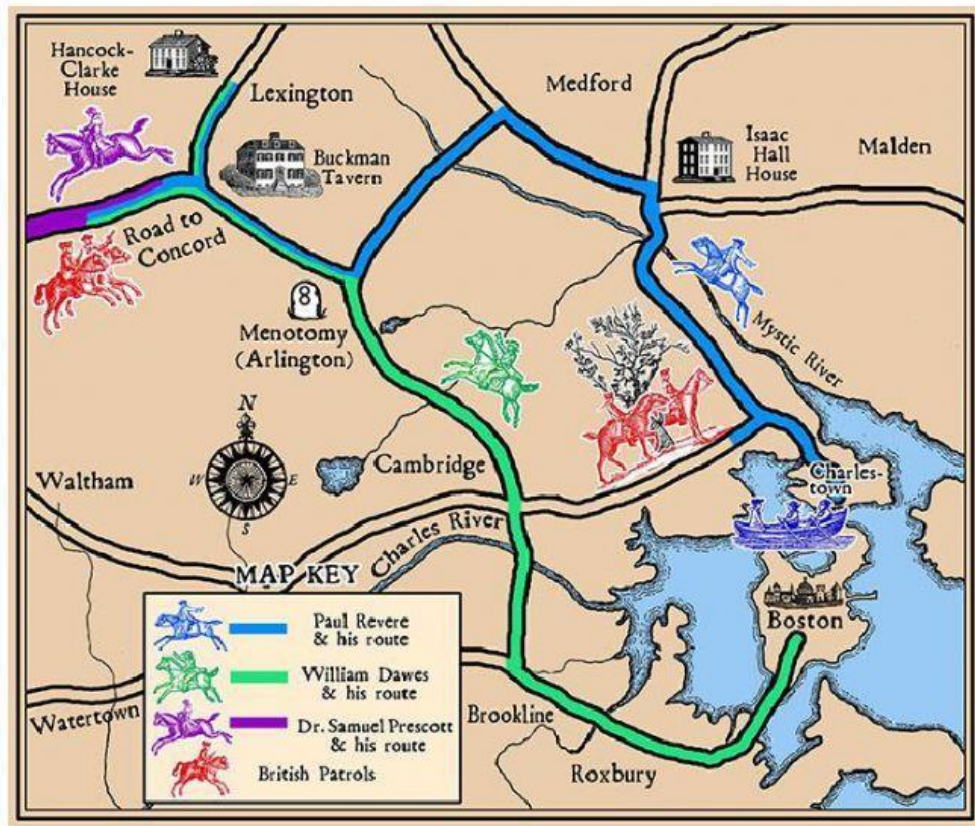 Hancock-
Clarke
House
Lexington
Medford
Isaac
Hall
House
Malden
Buckman
Tavern
Road to
Concord
8
Menotomy
(Arlington)
Mystic River
N
W
E
S
Waltham
Cambridge
Charles-
town
Charles River
MAP KEY
Paul Revere
& his route
William Dawes
& his route
Dr. Samuel Prescott
& his route
British Patrols
Boston
Watertown
Brookline
Roxbury